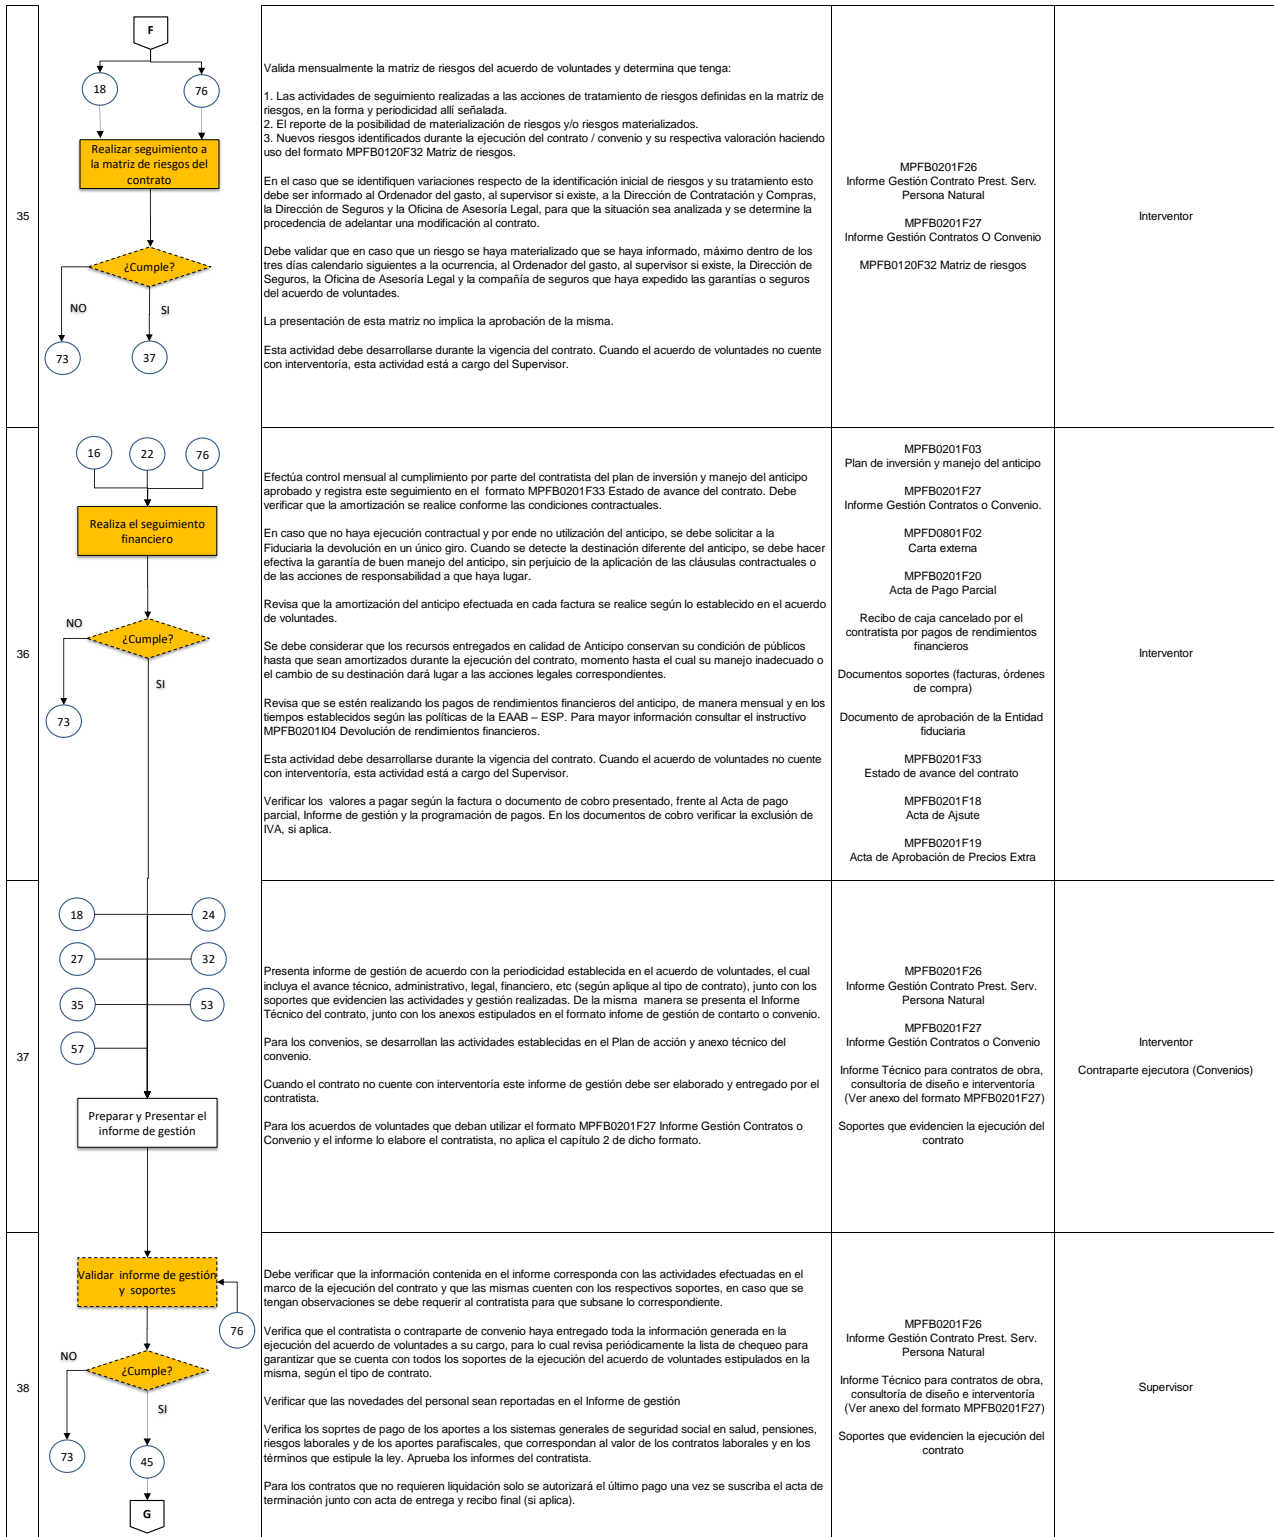 35
F
18
76
Realizar seguimiento a
la matriz de riesgos del
contrato
¿Cumple?
NO
SI
73
37
Valida mensualmente la matriz de riesgos del acuerdo de voluntades y determina que tenga:
1. Las actividades de seguimiento realizadas a las acciones de tratamiento de riesgos definidas en la matriz de
riesgos, en la forma y periodicidad allí señalada.
2. El reporte de la posibilidad de materialización de riesgos y/o riesgos materializados.
3. Nuevos riesgos identificados durante la ejecución del contrato / convenio y su respectiva valoración haciendo
uso del formato MPFB0120F32 Matriz de riesgos.
En el caso que se identifiquen variaciones respecto de la identificación inicial de riesgos y su tratamiento esto
debe ser informado al Ordenador del gasto, al supervisor si existe, a la Dirección de Contratación y Compras,
la Dirección de Seguros y la Oficina de Asesoría Legal, para que la situación sea analizada y se determine la
procedencia de adelantar una modificación al contrato.
Debe validar que en caso que un riesgo se haya materializado que se haya informado, máximo dentro de los
tres días calendario siguientes a la ocurrencia, al Ordenador del gasto, al supervisor si existe, la Dirección de
Seguros, la Oficina de Asesoría Legal y la compañía de seguros que haya expedido las garantías o seguros
del acuerdo de voluntades.
La presentación de esta matriz no implica la aprobación de la misma.
Esta actividad debe desarrollarse durante la vigencia del contrato. Cuando el acuerdo de voluntades no cuente
con interventoría, esta actividad está a cargo del Supervisor.
MPFB0201F26
Informe Gestión Contrato Prest. Serv.
Persona Natural
MPFB0201F27
Informe Gestión Contratos O Convenio
MPFB0120F32 Matriz de riesgos
Interventor
36
16
22
76
Realiza el seguimiento
financiero
¿Cumple?
NO
SI
73
Efectúa control mensual al cumplimiento por parte del contratista del plan de inversión y manejo del anticipo
aprobado y registra este seguimiento en el formato MPFB0201F33 Estado de avance del contrato. Debe
verificar que la amortización se realice conforme las condiciones contractuales.
En caso que no haya ejecución contractual y por ende no utilización del anticipo, se debe solicitar a la
Fiduciaria la devolución en un único giro. Cuando se detecte la destinación diferente del anticipo, se debe hacer
efectiva la garantía de buen manejo del anticipo, sin perjuicio de la aplicación de las cláusulas contractuales o
de las acciones de responsabilidad a que haya lugar.
Revisa que la amortización del anticipo efectuada en cada factura se realice según lo establecido en el acuerdo
de voluntades.
Se debe considerar que los recursos entregados en calidad de Anticipo conservan su condición de públicos
hasta que sean amortizados durante la ejecución del contrato, momento hasta el cual su manejo inadecuado o
el cambio de su destinación dará lugar a las acciones legales correspondientes.
Revisa que se estén realizando los pagos de rendimientos financieros del anticipo, de manera mensual y en los
tiempos establecidos según las políticas de la EAAB – ESP. Para mayor información consultar el instructivo
MPFB0201I04 Devolución de rendimientos financieros.
Esta actividad debe desarrollarse durante la vigencia del contrato. Cuando el acuerdo de voluntades no cuente
con interventoría, esta actividad está a cargo del Supervisor.
Verificar los valores a pagar según la factura o documento de cobro presentado, frente al Acta de pago
parcial, Informe de gestión y la programación de pagos. En los documentos de cobro verificar la exclusión de
IVA, si aplica.
MPFB0201F03
Plan de inversión y manejo del anticipo
MPFB0201F27
Informe Gestión Contratos o Convenio.
MPFD0801F02
Carta externa
MPFB0201F20
Acta de Pago Parcial
Recibo de caja cancelado por el
contratista por pagos de rendimientos
financieros
Documentos soportes (facturas, órdenes
de compra)
Documento de aprobación de la Entidad
fiduciaria
MPFB0201F33
Estado de avance del contrato
MPFB0201F18
Acta de Ajsute
MPFB0201F19
Acta de Aprobación de Precios Extra
Interventor
37
18
24
27
32
35
53
57
Preparar y Presentar el
informe de gestión
Presenta informe de gestión de acuerdo con la periodicidad establecida en el acuerdo de voluntades, el cual
incluya el avance técnico, administrativo, legal, financiero, etc (según aplique al tipo de contrato), junto con los
soportes que evidencien las actividades y gestión realizadas. De la misma manera se presenta el Informe
Técnico del contrato, junto con los anexos estipulados en el formato informe de gestión de contarto o convenio.
Para los convenios, se desarrollan las actividades establecidas en el Plan de acción y anexo técnico del
convenio.
Cuando el contrato no cuente con interventoría este informe de gestión debe ser elaborado y entregado por el
contratista.
Para los acuerdos de voluntades que deban utilizar el formato MPFB0201F27 Informe Gestión Contratos o
Convenio y el informe lo elabore el contratista, no aplica el capítulo 2 de dicho formato.
MPFB0201F26
Informe Gestión Contrato Prest. Serv.
Persona Natural
MPFB0201F27
Informe Gestión Contratos o Convenio
Informe Técnico para contratos de obra,
consultoría de diseño e interventoría
(Ver anexo del formato MPFB0201F27)
Soportes que evidencien la ejecución del
contrato
Interventor
Contraparte ejecutora (Convenios)
38
Validar informe de gestión
y soportes
76
¿Cumple?
NO
SI
73
45
G
Debe verificar que la información contenida en el informe corresponda con las actividades efectuadas en el
marco de la ejecución del contrato y que las mismas cuenten con los respectivos soportes, en caso que se
tengan observaciones se debe requerir al contratista para que subsane lo correspondiente.
Verifica que el contratista o contraparte de convenio haya entregado toda la información generada en la
ejecución del acuerdo de voluntades a su cargo, para lo cual revisa periódicamente la lista de chequeo para
garantizar que se cuenta con todos los soportes de la ejecución del acuerdo de voluntades estipulados en la
misma, según el tipo de contrato.
Verificar que las novedades del personal sean reportadas en el Informe de gestión
Verifica los soprtes de pago de los aportes a los sistemas generales de seguridad social en salud, pensiones,
riesgos laborales y de los aportes parafiscales, que correspondan al valor de los contratos laborales y en los
términos que estipule la ley. Aprueba los informes del contratista.
Para los contratos que no requieren liquidación solo se autorizará el último pago una vez se suscriba el acta de
terminación junto con acta de entrega y recibo final (si aplica).
MPFB0201F26
Informe Gestión Contrato Prest. Serv.
Persona Natural
Informe Técnico para contratos de obra,
consultoría de diseño e interventoría
(Ver anexo del formato MPFB0201F27)
Soportes que evidencien la ejecución del
contrato
Supervisor